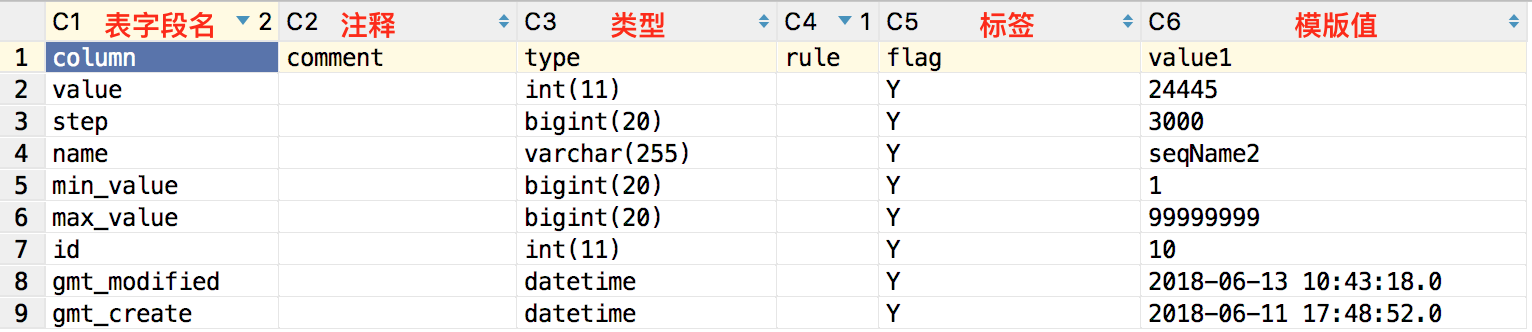 C1 表字段名 2 C2 注释 C3 类型 C4 1 C5 标签 C6 模版值
1 column comment type rule flag value1
2 value int(11) Y 24445
3 step bigint(20) Y 3000
4 name varchar(255) Y seqName2
5 min_value bigint(20) Y 1
6 max_value bigint(20) Y 99999999
7 id int(11) Y 10
8 gmt_modified datetime Y 2018-06-13 10:43:18.0
9 gmt_create datetime Y 2018-06-11 17:48:52.0